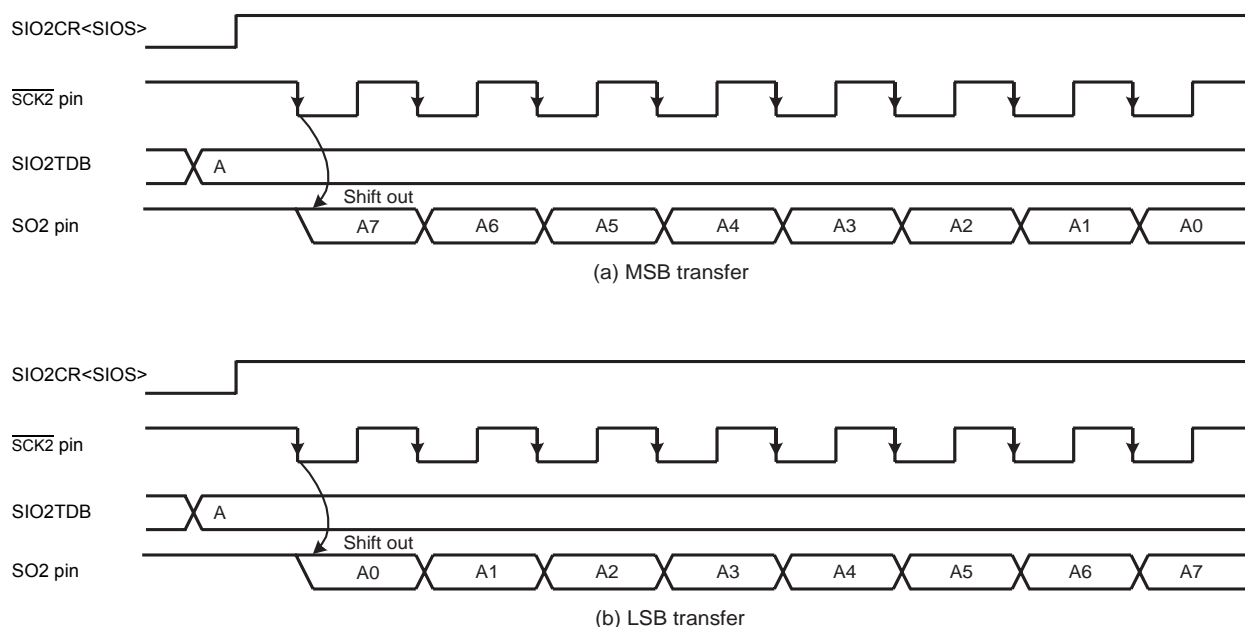 SIO2CR<SIOS>
SCK2 pin
SIO2TDB
A
Shift out
SO2 pin
A7 A6 A5 A4 A3 A2 A1 A0
(a) MSB transfer
SIO2CR<SIOS>
SCK2 pin
SIO2TDB
A
Shift out
SO2 pin
A0 A1 A2 A3 A4 A5 A6 A7
(b) LSB transfer